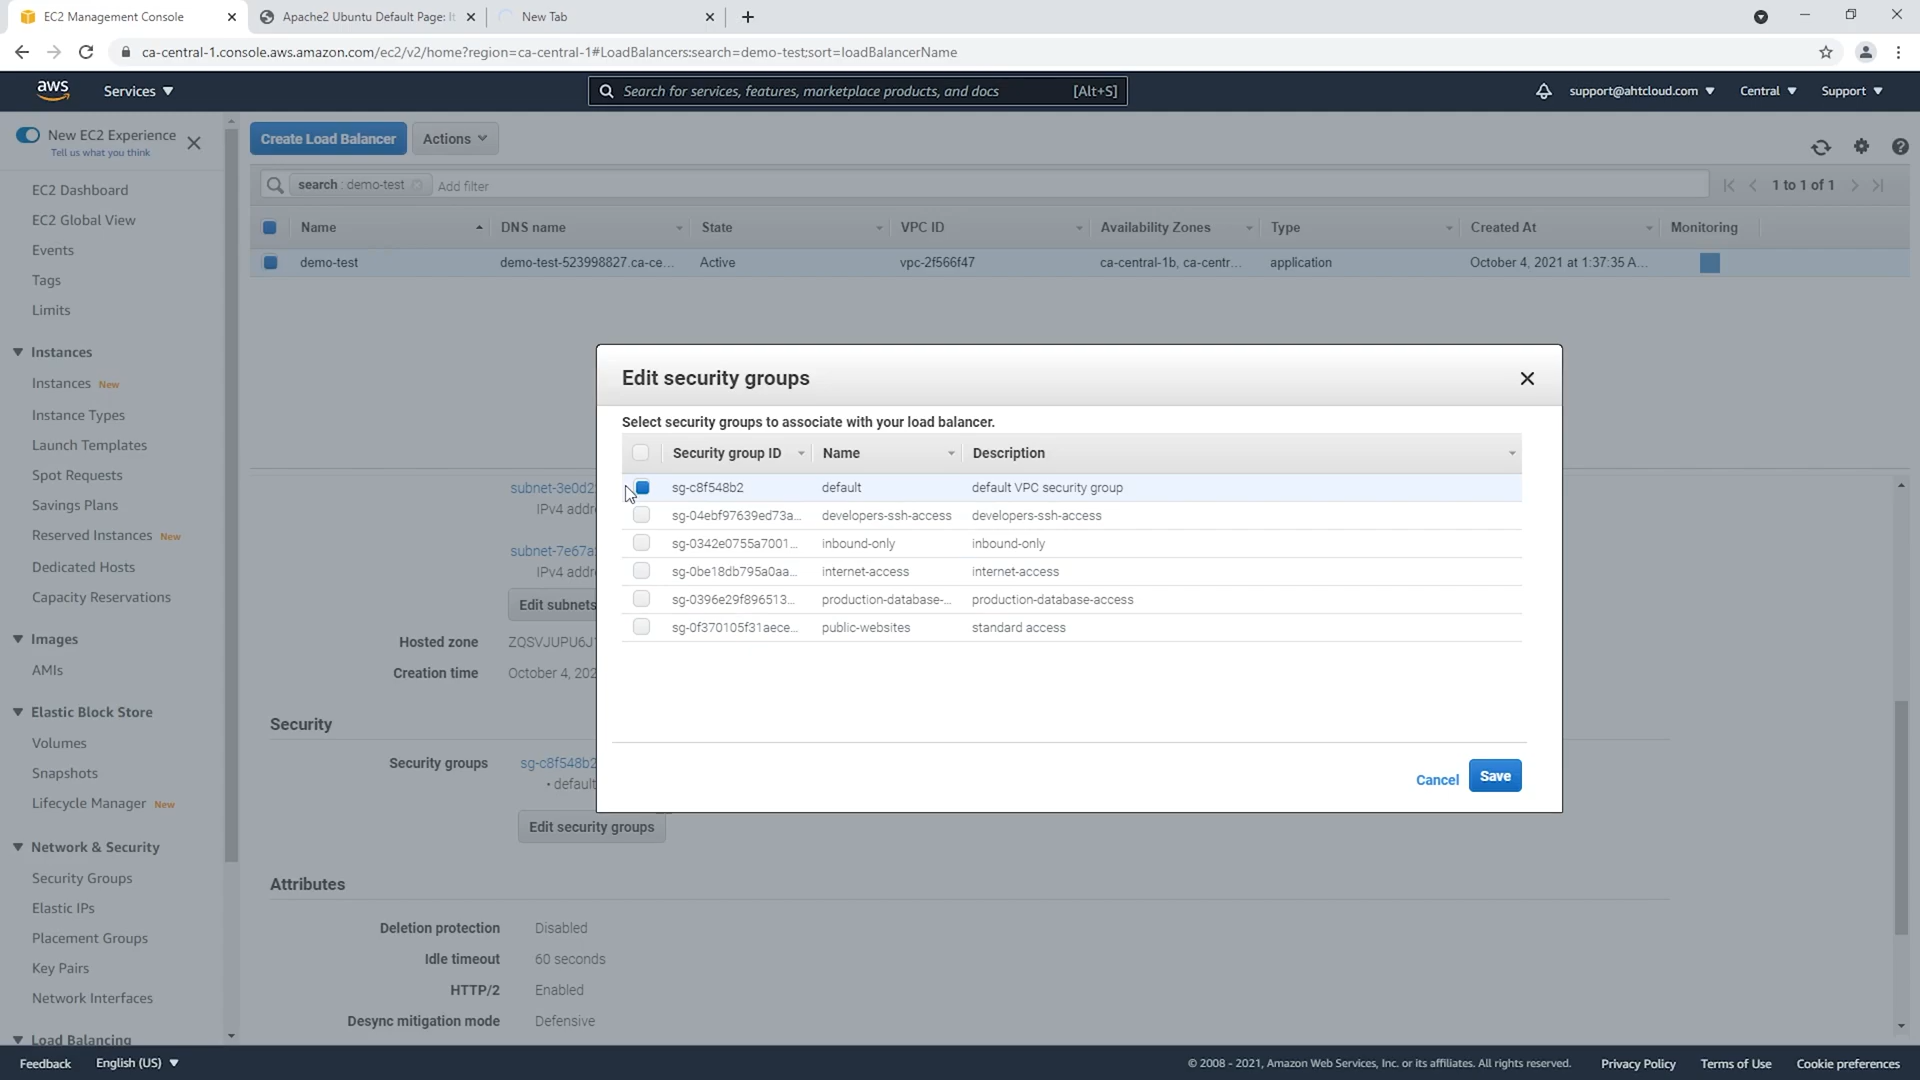 EC2 Management Console
Apache2 Ubuntu Default Page: It
New Tab
ca-central-1.console.aws.amazon.com/ec2/v2/home?region=ca-central-1#LoadBalancers:search=demo-test;sort=loadBalancerName
aws
Services
Search for services, features, marketplace products, and docs
[Alt+S]
support@ahtcloud.com
Central
Support
New EC2 Experience
Tell us what you think
EC2 Dashboard
EC2 Global View
Events
Tags
Limits
Instances
Instances New
Instance Types
Launch Templates
Spot Requests
Savings Plans
Reserved Instances New
Dedicated Hosts
Capacity Reservations
Images
AMIs
Elastic Block Store
Volumes
Snapshots
Lifecycle Manager New
Network & Security
Security Groups
Elastic IPs
Placement Groups
Key Pairs
Network Interfaces
Load Balancing
Create Load Balancer
Actions
search : demo-test
Add filter
1 to 1 of 1
Name
DNS name
State
VPC ID
Availability Zones
Type
Created At
Monitoring
demo-test
demo-test-523998827.ca-ce...
Active
vpc-2f566f47
ca-central-1b, ca-centr...
application
October 4, 2021 at 1:37:35 A...
subnet-3e0d2
IPv4 addr
subnet-7e67a
IPv4 addr
Edit subnets
Hosted zone
ZQSVJUPU6J
Creation time
October 4, 202
Security
Security groups
sg-c8f548b2
• default
Edit security groups
Attributes
Deletion protection
Disabled
Idle timeout
60 seconds
HTTP/2
Enabled
Desync mitigation mode
Defensive
Edit security groups
Select security groups to associate with your load balancer.
Security group ID
Name
Description
sg-c8f548b2
default
default VPC security group
sg-04ebf97639ed73a...
developers-ssh-access
developers-ssh-access
sg-0342e0755a7001...
inbound-only
inbound-only
sg-0be18db795a0aa...
internet-access
internet-access
sg-0396e29f896513...
production-database-...
production-database-access
sg-0f370105f31aece...
public-websites
standard access
Cancel
Save
Feedback
English (US)
© 2008 - 2021, Amazon Web Services, Inc. or its affiliates. All rights reserved.
Privacy Policy
Terms of Use
Cookie preferences